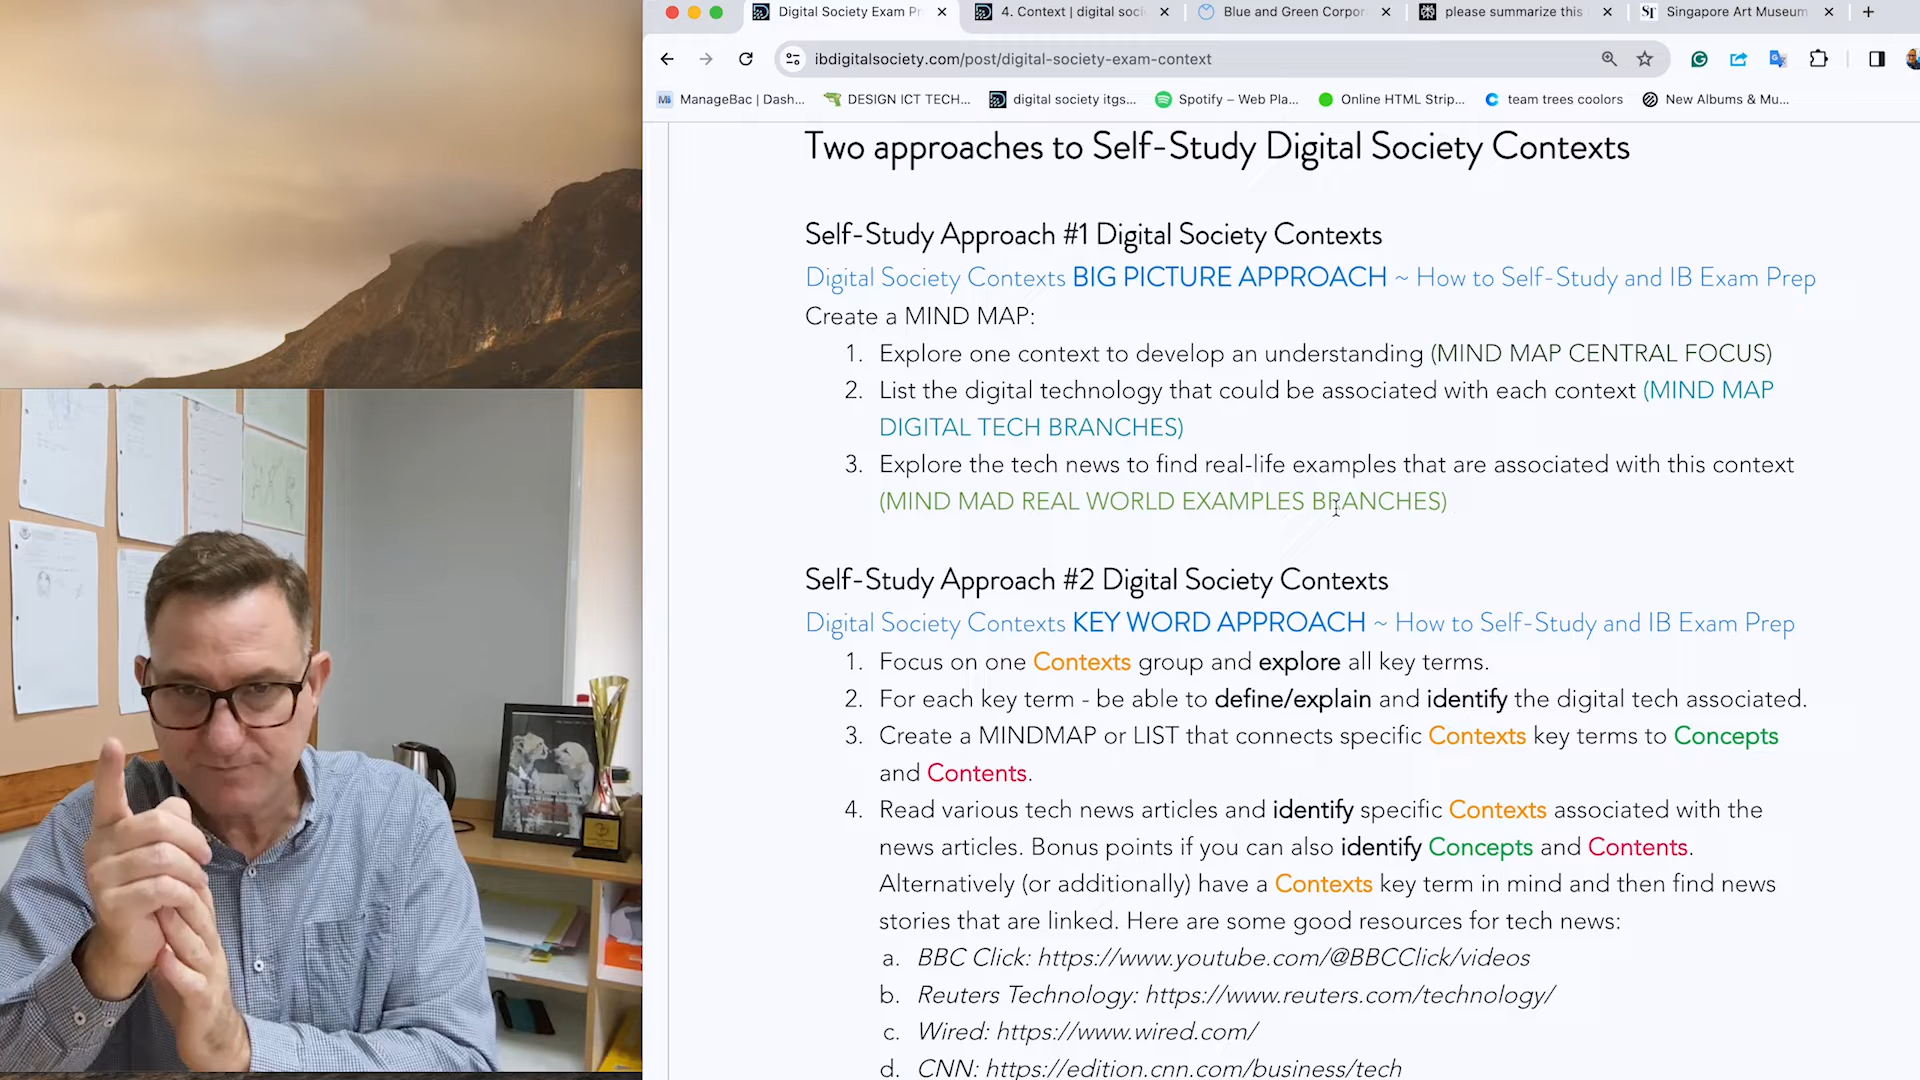 Digital Society Exam Pr
4. Context | digital soci
Blue and Green Corpor
please summarize this
Singapore Art Museum
ibdigitalsociety.com/post/digital-society-exam-context
ManageBac | Dash...
DESIGN ICT TECH...
digital society itgs...
Spotify – Web Pla...
Online HTML Strip...
team trees coolors
New Albums & Mu...
Two approaches to Self-Study Digital Society Contexts
Self-Study Approach #1 Digital Society Contexts
Digital Society Contexts BIG PICTURE APPROACH ~ How to Self-Study and IB Exam Prep
Create a MIND MAP:
1. Explore one context to develop an understanding (MIND MAP CENTRAL FOCUS)
2. List the digital technology that could be associated with each context (MIND MAP
DIGITAL TECH BRANCHES)
3. Explore the tech news to find real-life examples that are associated with this context
(MIND MAD REAL WORLD EXAMPLES BRANCHES)
Self-Study Approach #2 Digital Society Contexts
Digital Society Contexts KEY WORD APPROACH ~ How to Self-Study and IB Exam Prep
1. Focus on one Contexts group and explore all key terms.
2. For each key term - be able to define/explain and identify the digital tech associated.
3. Create a MINDMAP or LIST that connects specific Contexts key terms to Concepts
and Contents.
4. Read various tech news articles and identify specific Contexts associated with the
news articles. Bonus points if you can also identify Concepts and Contents.
Alternatively (or additionally) have a Contexts key term in mind and then find news
stories that are linked. Here are some good resources for tech news:
a. BBC Click: https://www.youtube.com/@BBCClick/videos
b. Reuters Technology: https://www.reuters.com/technology/
c. Wired: https://www.wired.com/
d. CNN: https://edition.cnn.com/business/tech